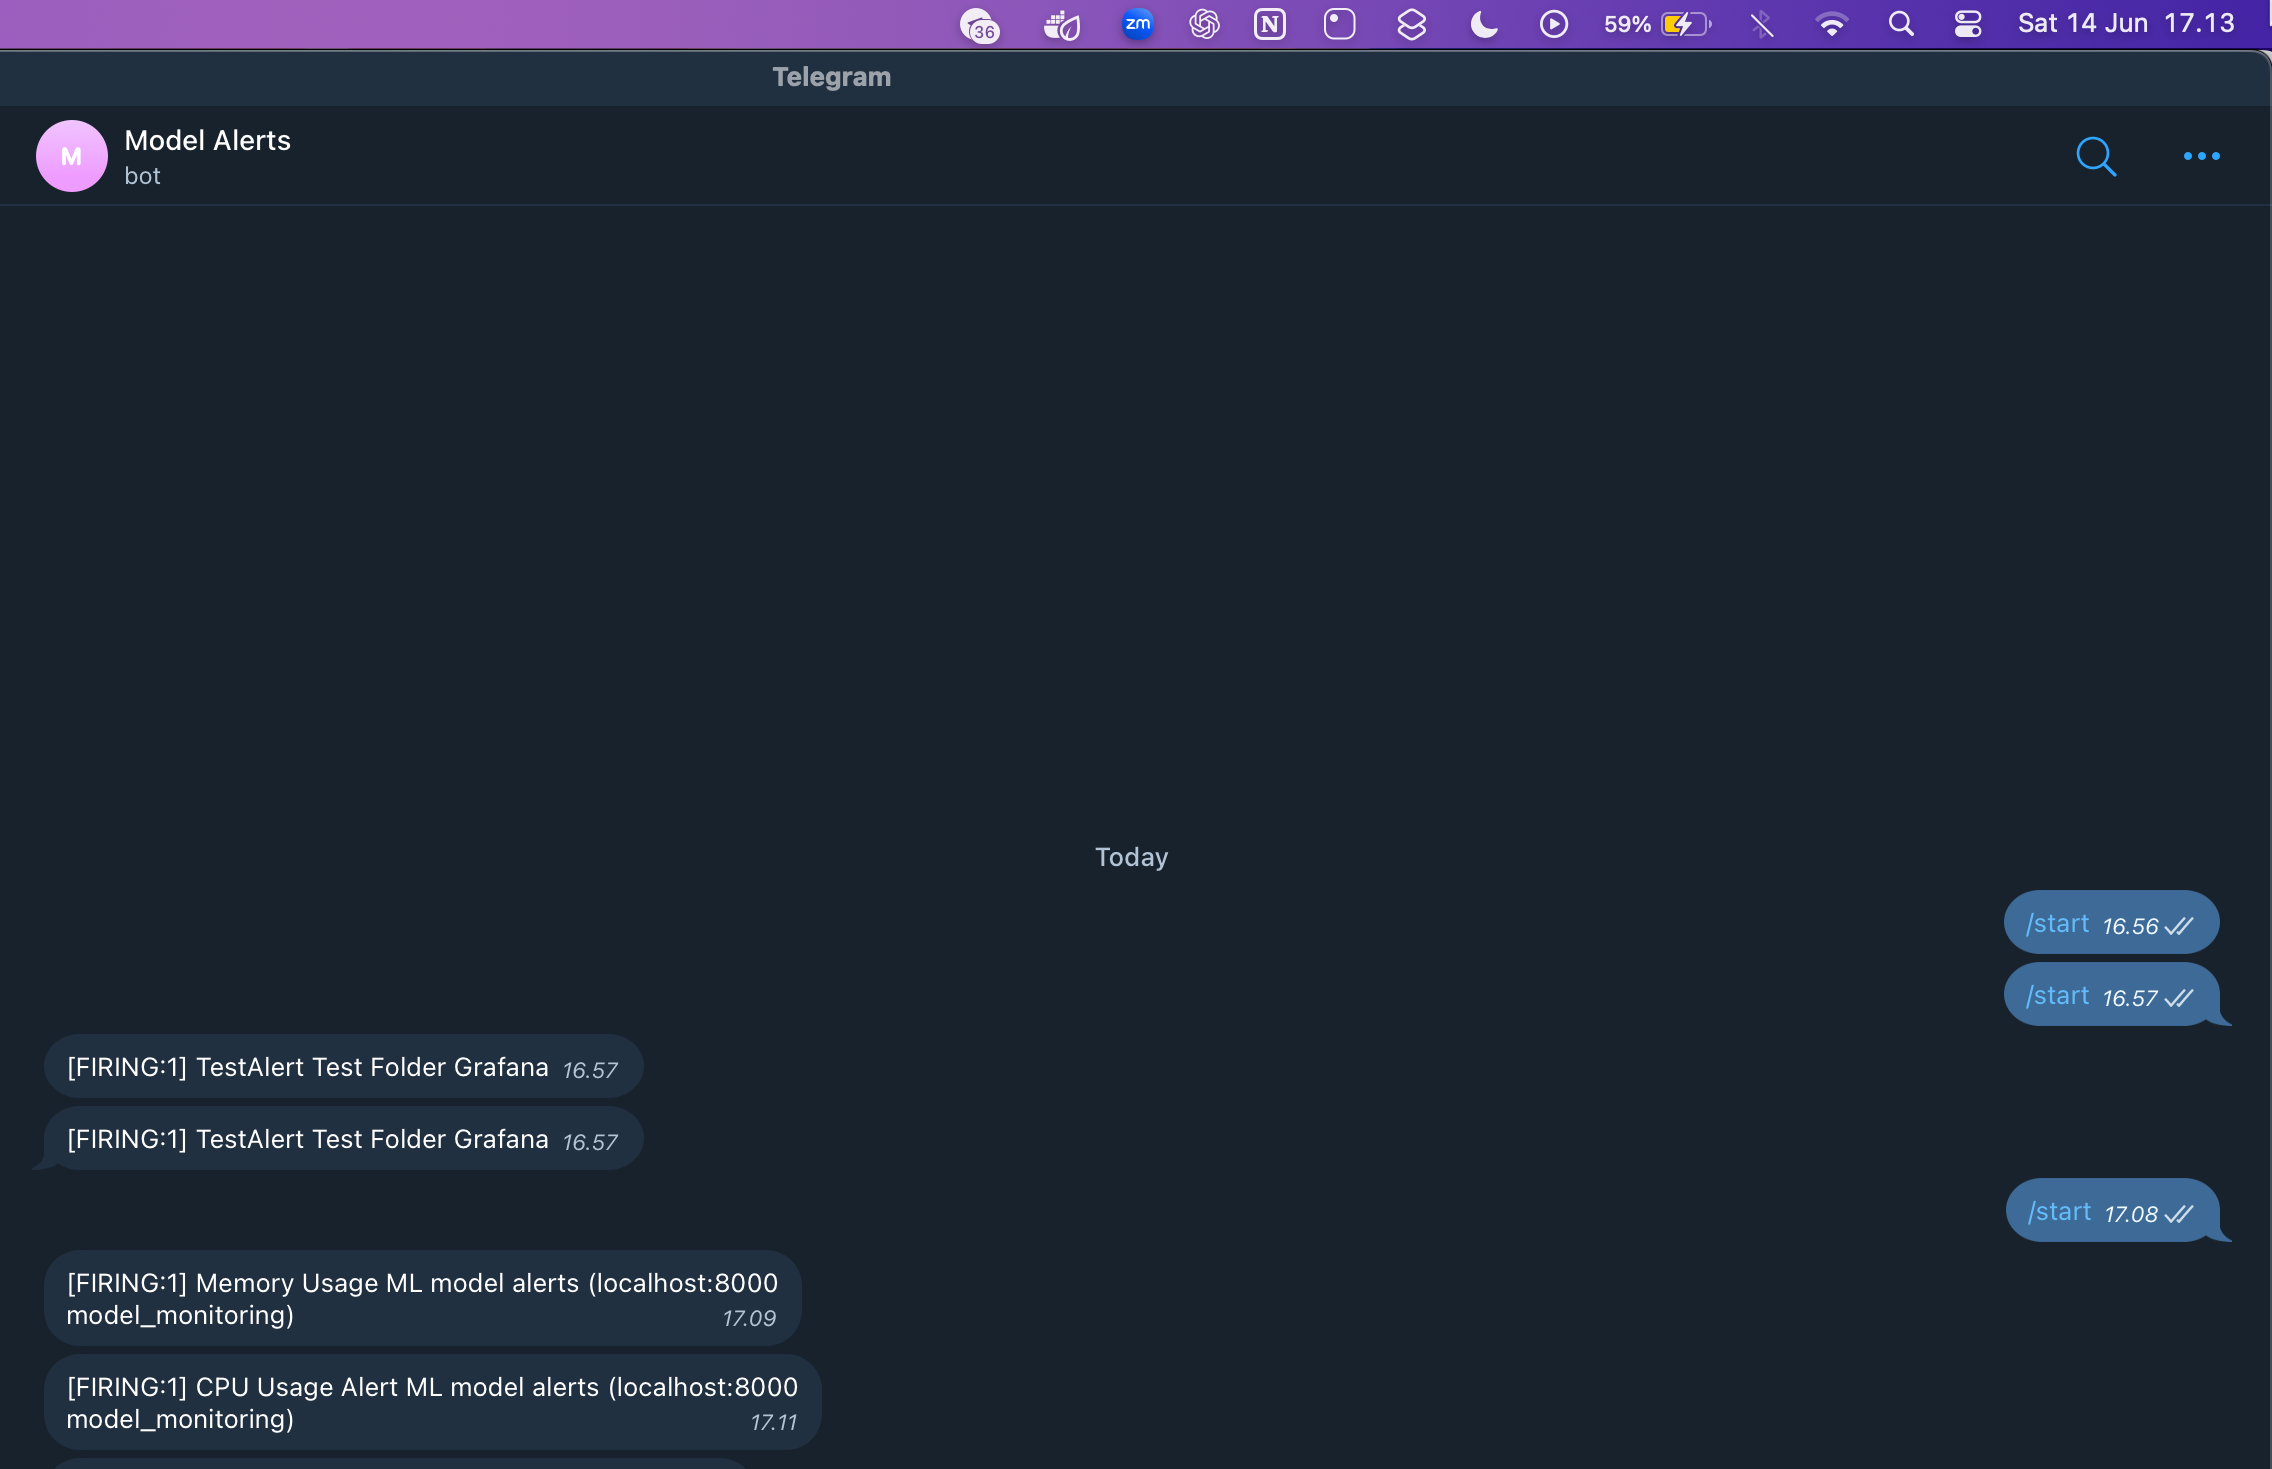 36 zm N 59% Sat 14 Jun 17.13
Telegram
M Model Alerts
bot
Today
/start 16.56
/start 16.57
[FIRING:1] TestAlert Test Folder Grafana 16.57
[FIRING:1] TestAlert Test Folder Grafana 16.57
/start 17.08
[FIRING:1] Memory Usage ML model alerts (localhost:8000
model_monitoring) 17.09
[FIRING:1] CPU Usage Alert ML model alerts (localhost:8000
model_monitoring) 17.11